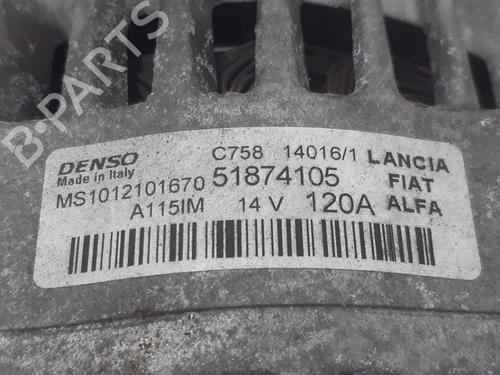 B-PARTS
DENSO C758 14016/1 LANCIA
Made in Italy
MS1012101670 51874105 FIAT
A115IM 14 V 120A ALFA